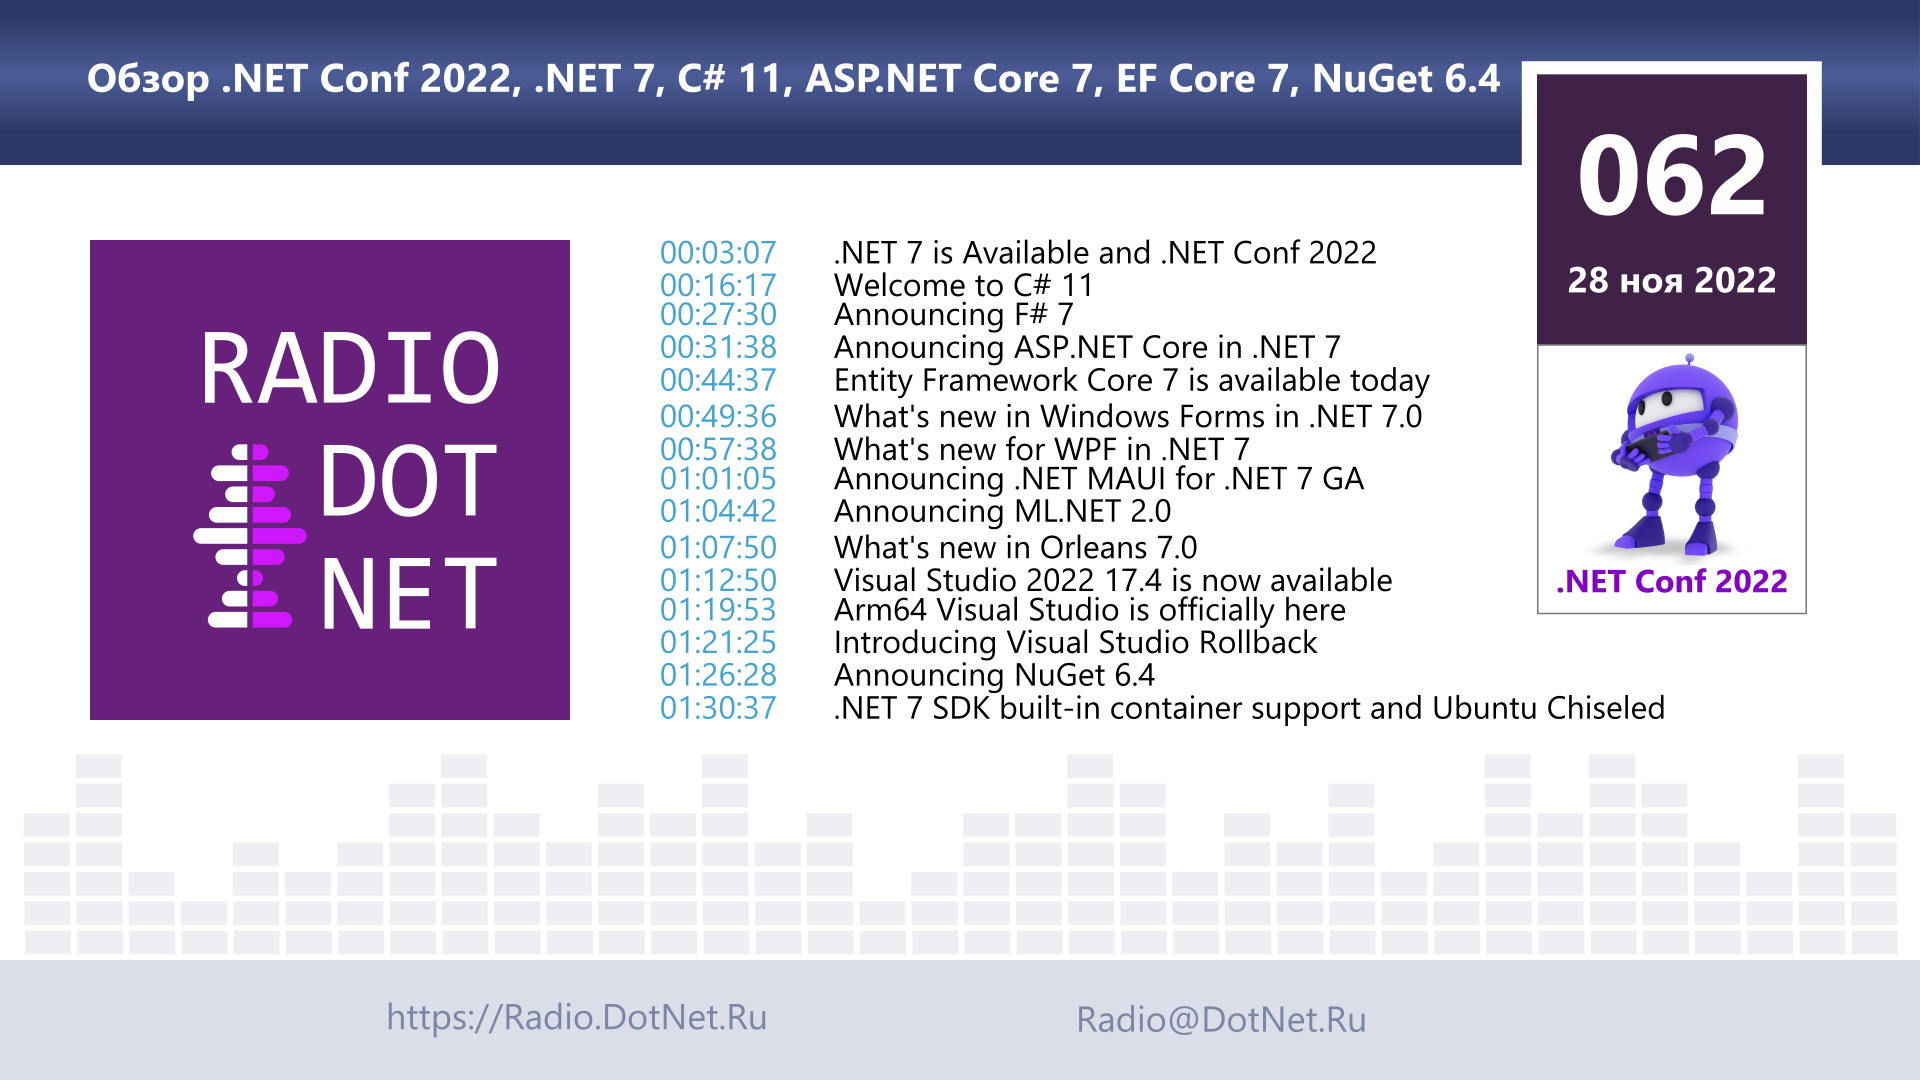 Обзор .NET Conf 2022, .NET 7, C# 11, ASP.NET Core 7, EF Core 7, NuGet 6.4
062
28 ноя 2022
RADIO
DOT
NET
00:03:07 .NET 7 is Available and .NET Conf 2022
00:16:17 Welcome to C# 11
00:27:30 Announcing F# 7
00:31:38 Announcing ASP.NET Core in .NET 7
00:44:37 Entity Framework Core 7 is available today
00:49:36 What's new in Windows Forms in .NET 7.0
00:57:38 What's new for WPF in .NET 7
01:01:05 Announcing .NET MAUI for .NET 7 GA
01:04:42 Announcing ML.NET 2.0
01:07:50 What's new in Orleans 7.0
01:12:50 Visual Studio 2022 17.4 is now available
01:19:53 Arm64 Visual Studio is officially here
01:21:25 Introducing Visual Studio Rollback
01:26:28 Announcing NuGet 6.4
01:30:37 .NET 7 SDK built-in container support and Ubuntu Chiseled
.NET Conf 2022
https://Radio.DotNet.Ru
Radio@DotNet.Ru